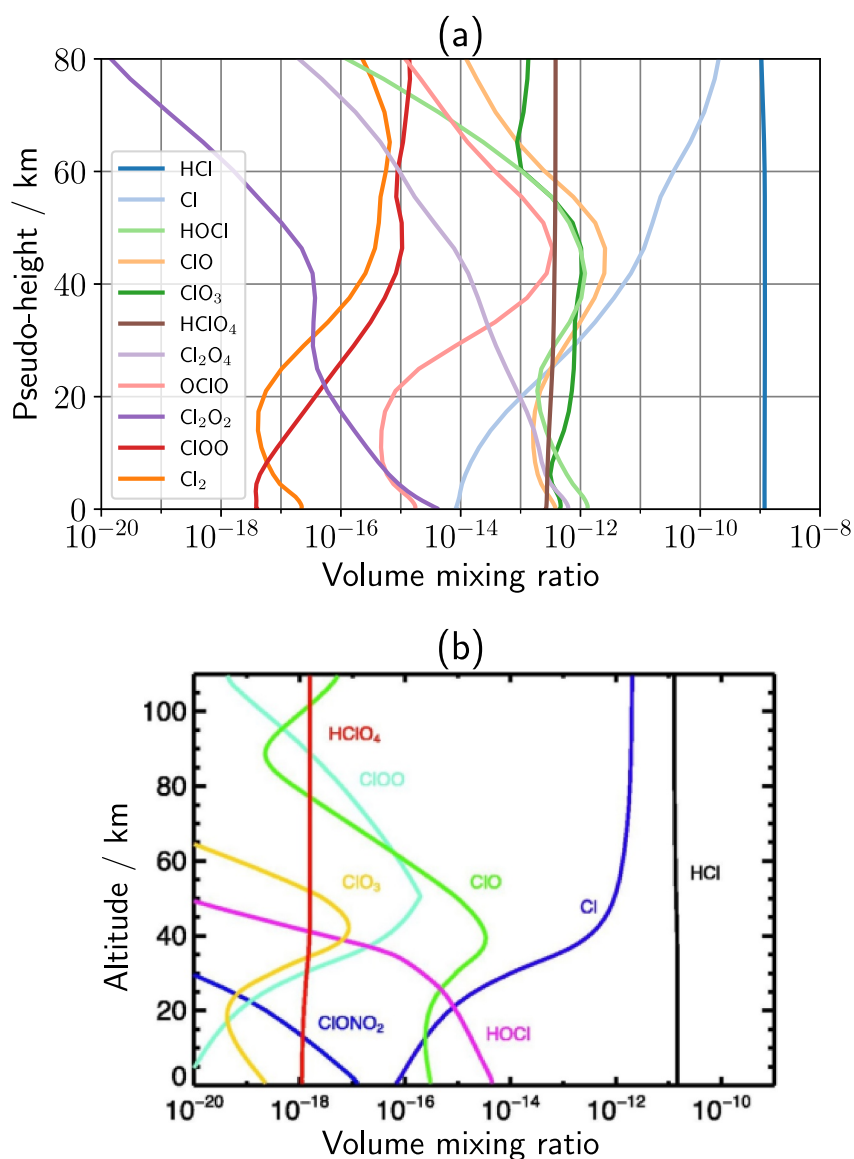 (a)
80
60
40
20
0
Pseudo-height / km
HCl
Cl
HOCl
ClO
ClO₃
HClO₄
Cl₂O₄
OClO
Cl₂O₂
ClOO
Cl₂
10⁻²⁰ 10⁻¹⁸ 10⁻¹⁶ 10⁻¹⁴ 10⁻¹² 10⁻¹⁰ 10⁻⁸
Volume mixing ratio
(b)
100
80
60
40
20
0
Altitude / km
HClO₄
ClOO
ClO₃
ClO
HCl
Cl
ClONO₂
HOCl
10⁻²⁰ 10⁻¹⁸ 10⁻¹⁶ 10⁻¹⁴ 10⁻¹² 10⁻¹⁰
Volume mixing ratio